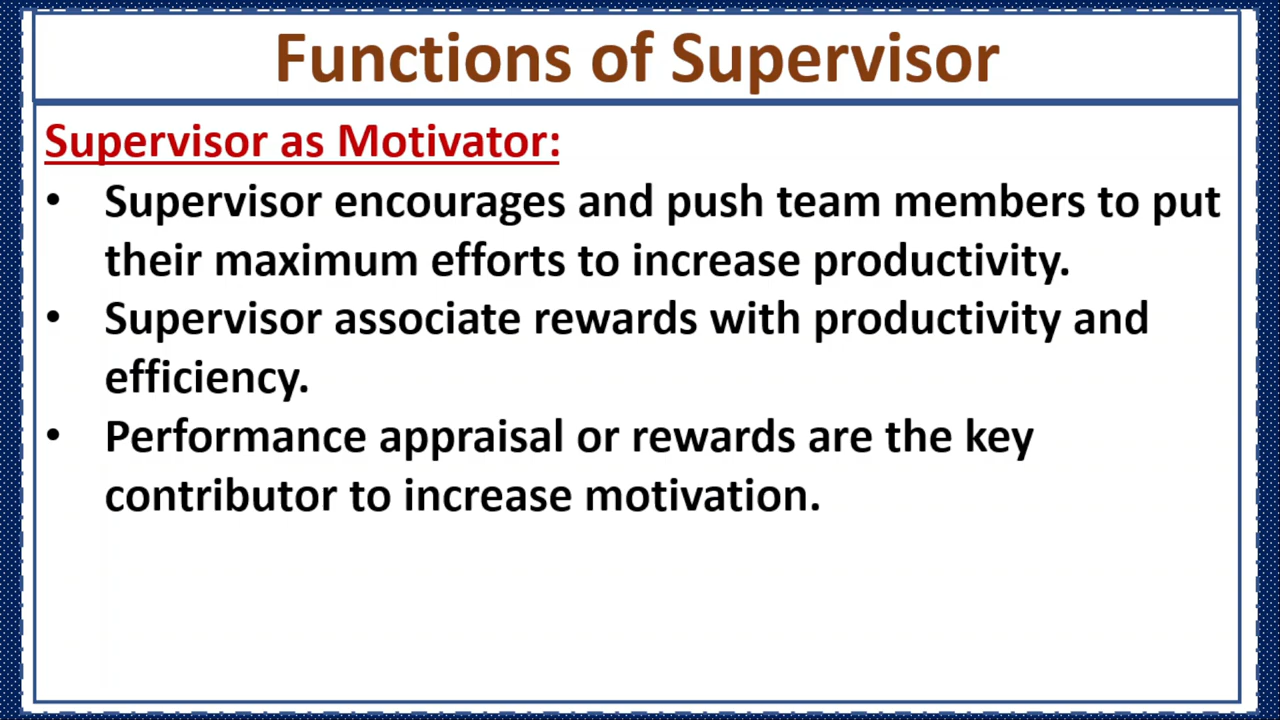 Functions of Supervisor
Supervisor as Motivator:
• Supervisor encourages and push team members to put
their maximum efforts to increase productivity.
• Supervisor associate rewards with productivity and
efficiency.
• Performance appraisal or rewards are the key
contributor to increase motivation.